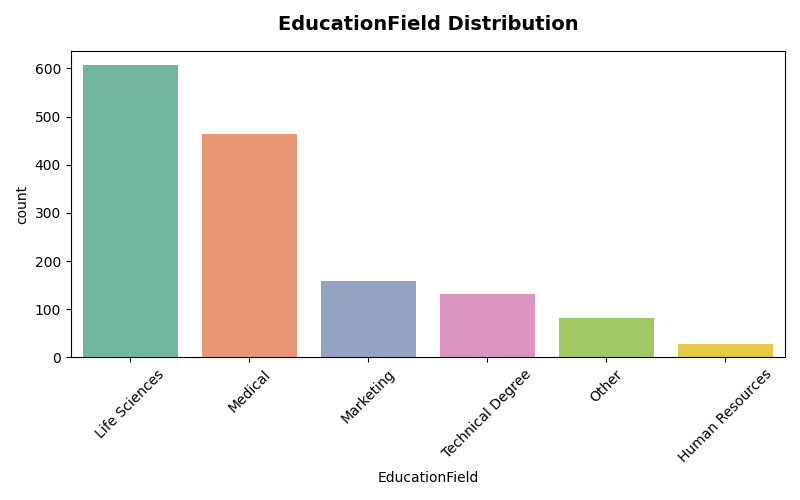 EducationField Distribution
600
500
400
300
200
100
0
count
Life Sciences
Medical
Marketing
Technical Degree
Other
Human Resources
EducationField